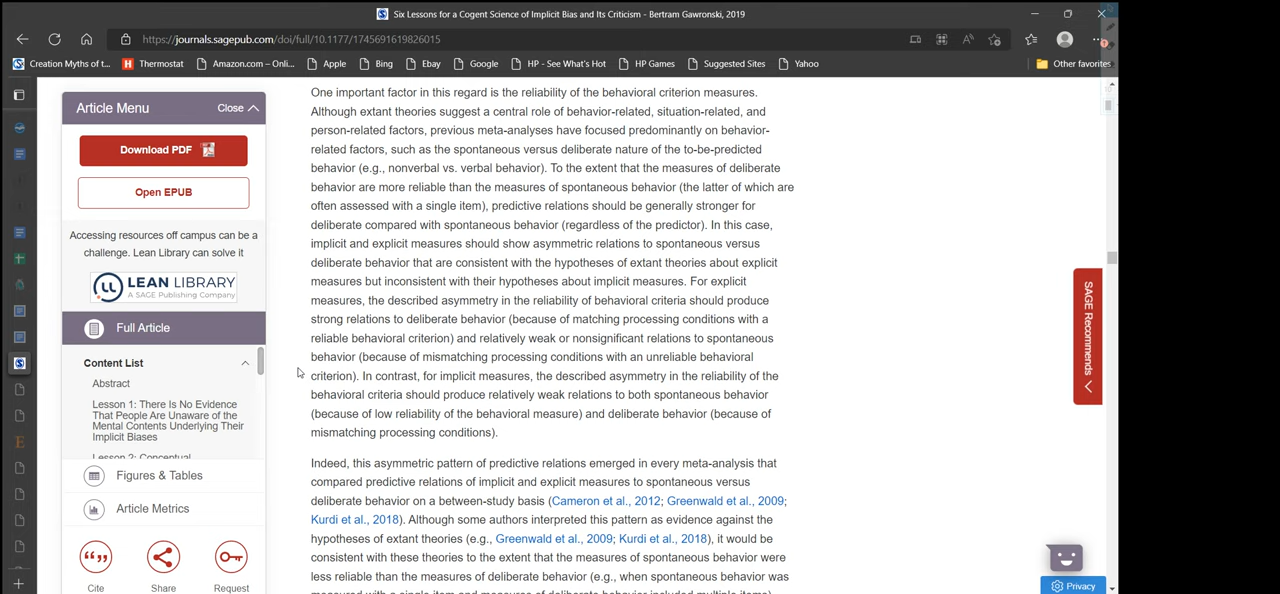 Six Lessons for a Cogent Science of Implicit Bias and Its Criticism - Bertram Gawronski, 2019
https://journals.sagepub.com/doi/full/10.1177/1745691619826015
Creation Myths of t... Thermostat Amazon.com – Onli... Apple Bing Ebay Google HP - See's What's Hot HP Games Suggested Sites Yahoo Other favorites
Article Menu Close
Download PDF
Open EPUB
Accessing resources off campus can be a
challenge. Lean Library can solve it
LEAN LIBRARY
A SAGE Publishing Company
Full Article
Content List
Abstract
Lesson 1: There Is No Evidence
That People Are Unaware of the
Mental Contents Underlying Their
Implicit Biases
Lesson 2: Conceptual
Figures & Tables
Article Metrics
Cite Share Request
One important factor in this regard is the reliability of the behavioral criterion measures.
Although extant theories suggest a central role of behavior-related, situation-related, and
person-related factors, previous meta-analyses have focused predominantly on behavior-
related factors, such as the spontaneous versus deliberate nature of the to-be-predicted
behavior (e.g., nonverbal vs. verbal behavior). To the extent that the measures of deliberate
behavior are more reliable than the measures of spontaneous behavior (the latter of which are
often assessed with a single item), predictive relations should be generally stronger for
deliberate compared with spontaneous behavior (regardless of the predictor). In this case,
implicit and explicit measures should show asymmetric relations to spontaneous versus
deliberate behavior that are consistent with the hypotheses of extant theories about explicit
measures but inconsistent with their hypotheses about implicit measures. For explicit
measures, the described asymmetry in the reliability of behavioral criteria should produce
strong relations to deliberate behavior (because of matching processing conditions with a
reliable behavioral criterion) and relatively weak or nonsignificant relations to spontaneous
behavior (because of mismatching processing conditions with an unreliable behavioral
criterion). In contrast, for implicit measures, the described asymmetry in the reliability of the
behavioral criteria should produce relatively weak relations to both spontaneous behavior
(because of low reliability of the behavioral measure) and deliberate behavior (because of
mismatching processing conditions).
Indeed, this asymmetric pattern of predictive relations emerged in every meta-analysis that
compared predictive relations of implicit and explicit measures to spontaneous versus
deliberate behavior on a between-study basis (Cameron et al., 2012; Greenwald et al., 2009;
Kurdi et al., 2018). Although some authors interpreted this pattern as evidence against the
hypotheses of extant theories (e.g., Greenwald et al., 2009; Kurdi et al., 2018), it would be
consistent with these theories to the extent that the measures of spontaneous behavior were
less reliable than the measures of deliberate behavior (e.g., when spontaneous behavior was
measured with a single item and measures of deliberate behavior included multiple items).
SAGE Recommends
Privacy